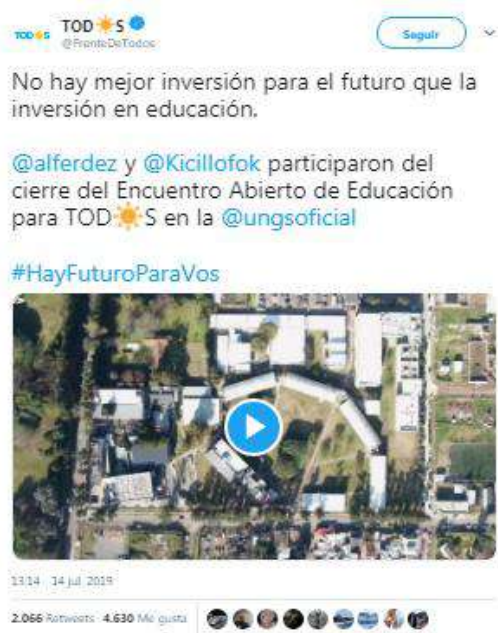 TOD☀S
TOD☀S
@FrenteDeTodos
Seguir
No hay mejor inversión para el futuro que la
inversión en educación.
@alferdez y @Kicillofok participaron del
cierre del Encuentro Abierto de Educación
para TOD☀S en la @ungsoficial
#HayFuturoParaVos
13:14 14 jul. 2019
2.066 Retweets 4.630 Me gusta